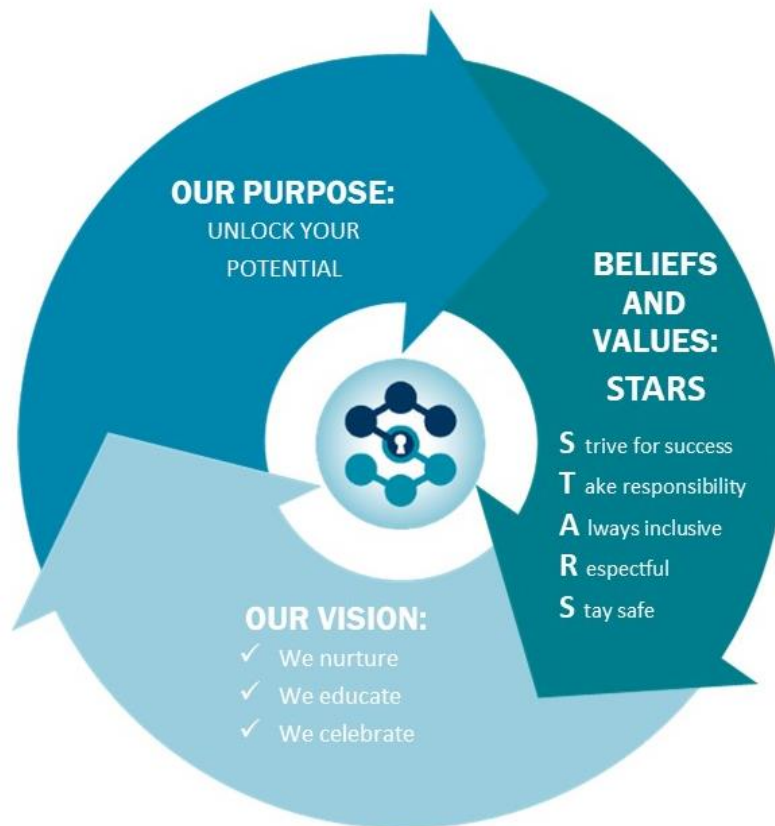 OUR PURPOSE:
UNLOCK YOUR
POTENTIAL
BELIEFS
AND
VALUES:
STARS
S trive for success
T ake responsibility
A lways inclusive
R espectful
S tay safe
OUR VISION:
✓ We nurture
✓ We educate
✓ We celebrate